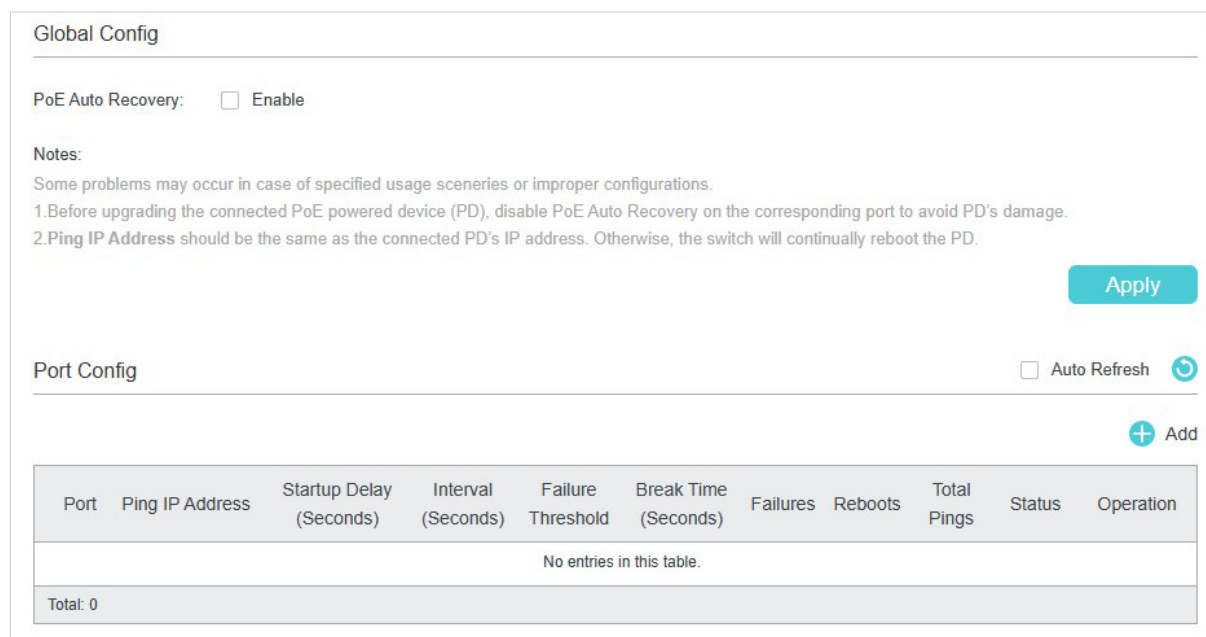 Global Config
PoE Auto Recovery: Enable
Notes:
Some problems may occur in case of specified usage sceneries or improper configurations.
1.Before upgrading the connected PoE powered device (PD), disable PoE Auto Recovery on the corresponding port to avoid PD's damage.
2.Ping IP Address should be the same as the connected PD's IP address. Otherwise, the switch will continually reboot the PD.
Apply
Port Config Auto Refresh
Add
Port Ping IP Address Startup Delay (Seconds) Interval (Seconds) Failure Threshold Break Time (Seconds) Failures Reboots Total Pings Status Operation
No entries in this table.
Total: 0